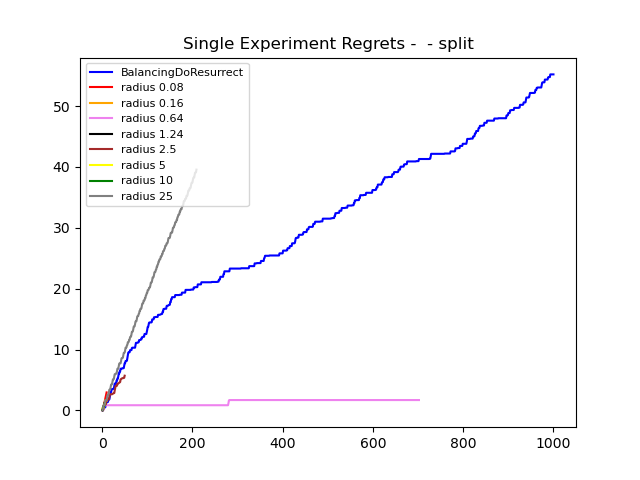 Single Experiment Regrets -  - split
BalancingDoResurrect
radius 0.08
radius 0.16
radius 0.64
radius 1.24
radius 2.5
radius 5
radius 10
radius 25
50
40
30
20
10
0
0 200 400 600 800 1000